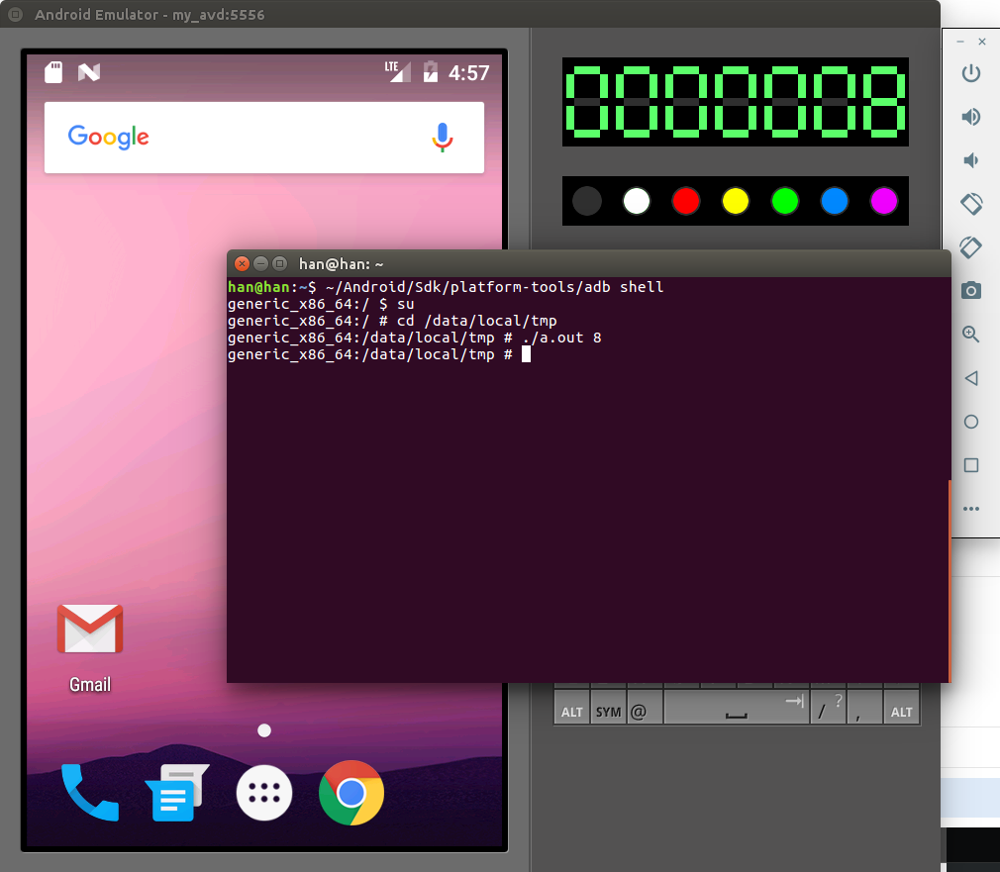 Android Emulator - my_avd:5556
LTE 4:57
Google
0000008
han@han: ~
han@han:~$ ~/Android/Sdk/platform-tools/adb shell
generic_x86_64:/ $ su
generic_x86_64:/ # cd /data/local/tmp
generic_x86_64:/data/local/tmp # ./a.out 8
generic_x86_64:/data/local/tmp #
Gmail
ALT SYM @ / ? , ALT